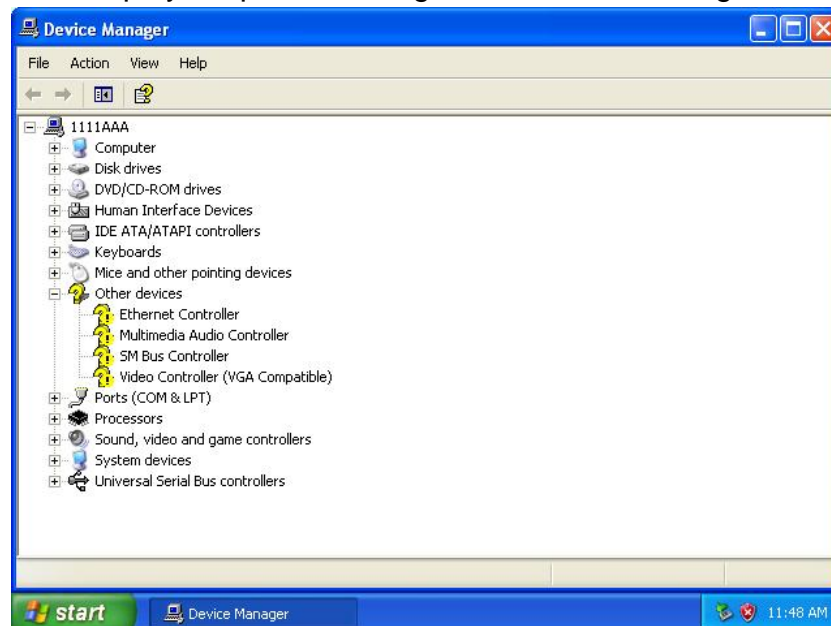 Device Manager
File Action View Help
1111AAA
Computer
Disk drives
DVD/CD-ROM drives
Human Interface Devices
IDE ATA/ATAPI controllers
Keyboards
Mice and other pointing devices
Other devices
Ethernet Controller
Multimedia Audio Controller
SM Bus Controller
Video Controller (VGA Compatible)
Ports (COM & LPT)
Processors
Sound, video and game controllers
System devices
Universal Serial Bus controllers
start Device Manager 11:48 AM